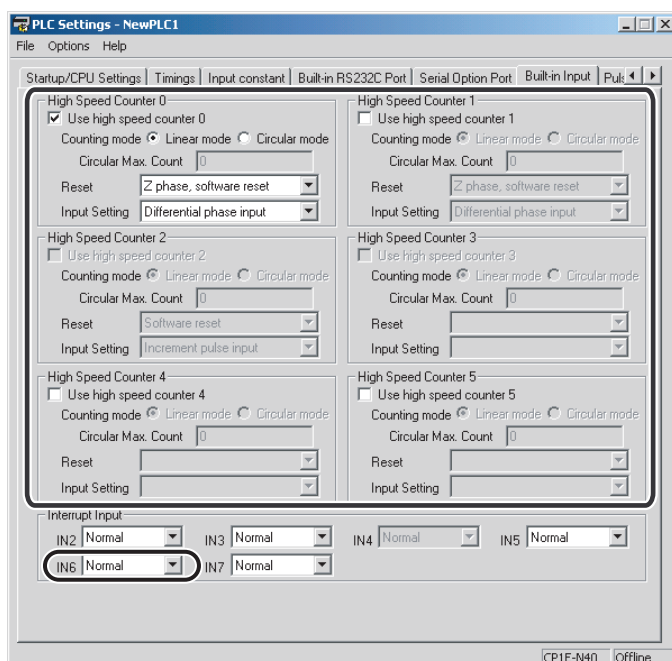 PLC Settings - NewPLC1
File Options Help
Startup/CPU Settings Timings Input constant Built-in RS232C Port Serial Option Port Built-in Input
High Speed Counter 0
Use high speed counter 0
Counting mode Linear mode Circular mode
Circular Max. Count 0
Reset Z phase, software reset
Input Setting Differential phase input
High Speed Counter 1
Use high speed counter 1
Counting mode Linear mode Circular mode
Circular Max. Count 0
Reset Z phase, software reset
Input Setting Differential phase input
High Speed Counter 2
Use high speed counter 2
Counting mode Linear mode Circular mode
Circular Max. Count 0
Reset Software reset
Input Setting Increment pulse input
High Speed Counter 3
Use high speed counter 3
Counting mode Linear mode Circular mode
Circular Max. Count 0
Reset
Input Setting
High Speed Counter 4
Use high speed counter 4
Counting mode Linear mode Circular mode
Circular Max. Count 0
Reset
Input Setting
High Speed Counter 5
Use high speed counter 5
Counting mode Linear mode Circular mode
Circular Max. Count 0
Reset
Input Setting
Interrupt Input
IN2 Normal IN3 Normal IN4 Normal IN5 Normal
IN6 Normal IN7 Normal
CP1E-N40 Offline